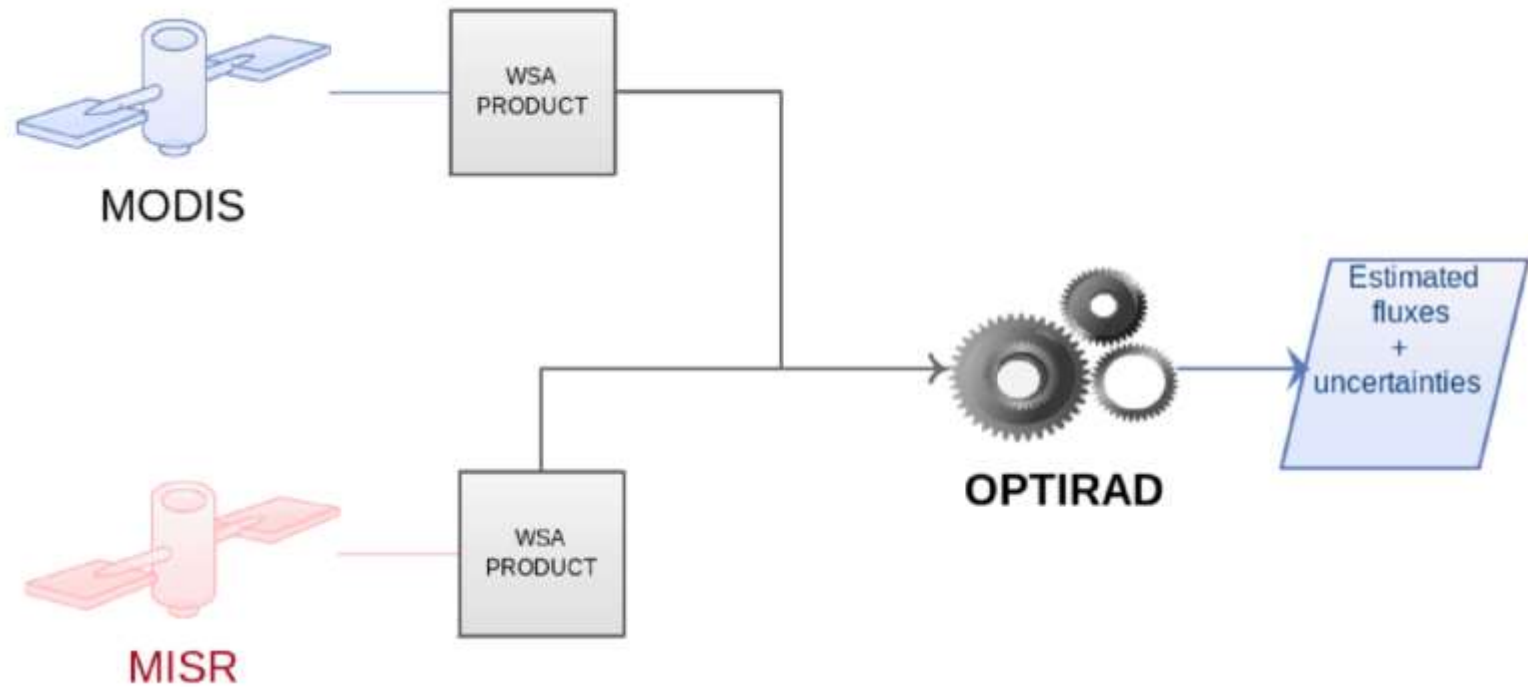 WSA
PRODUCT
MODIS
Estimated
fluxes
+
uncertainties
OPTIRAD
WSA
PRODUCT
MISR